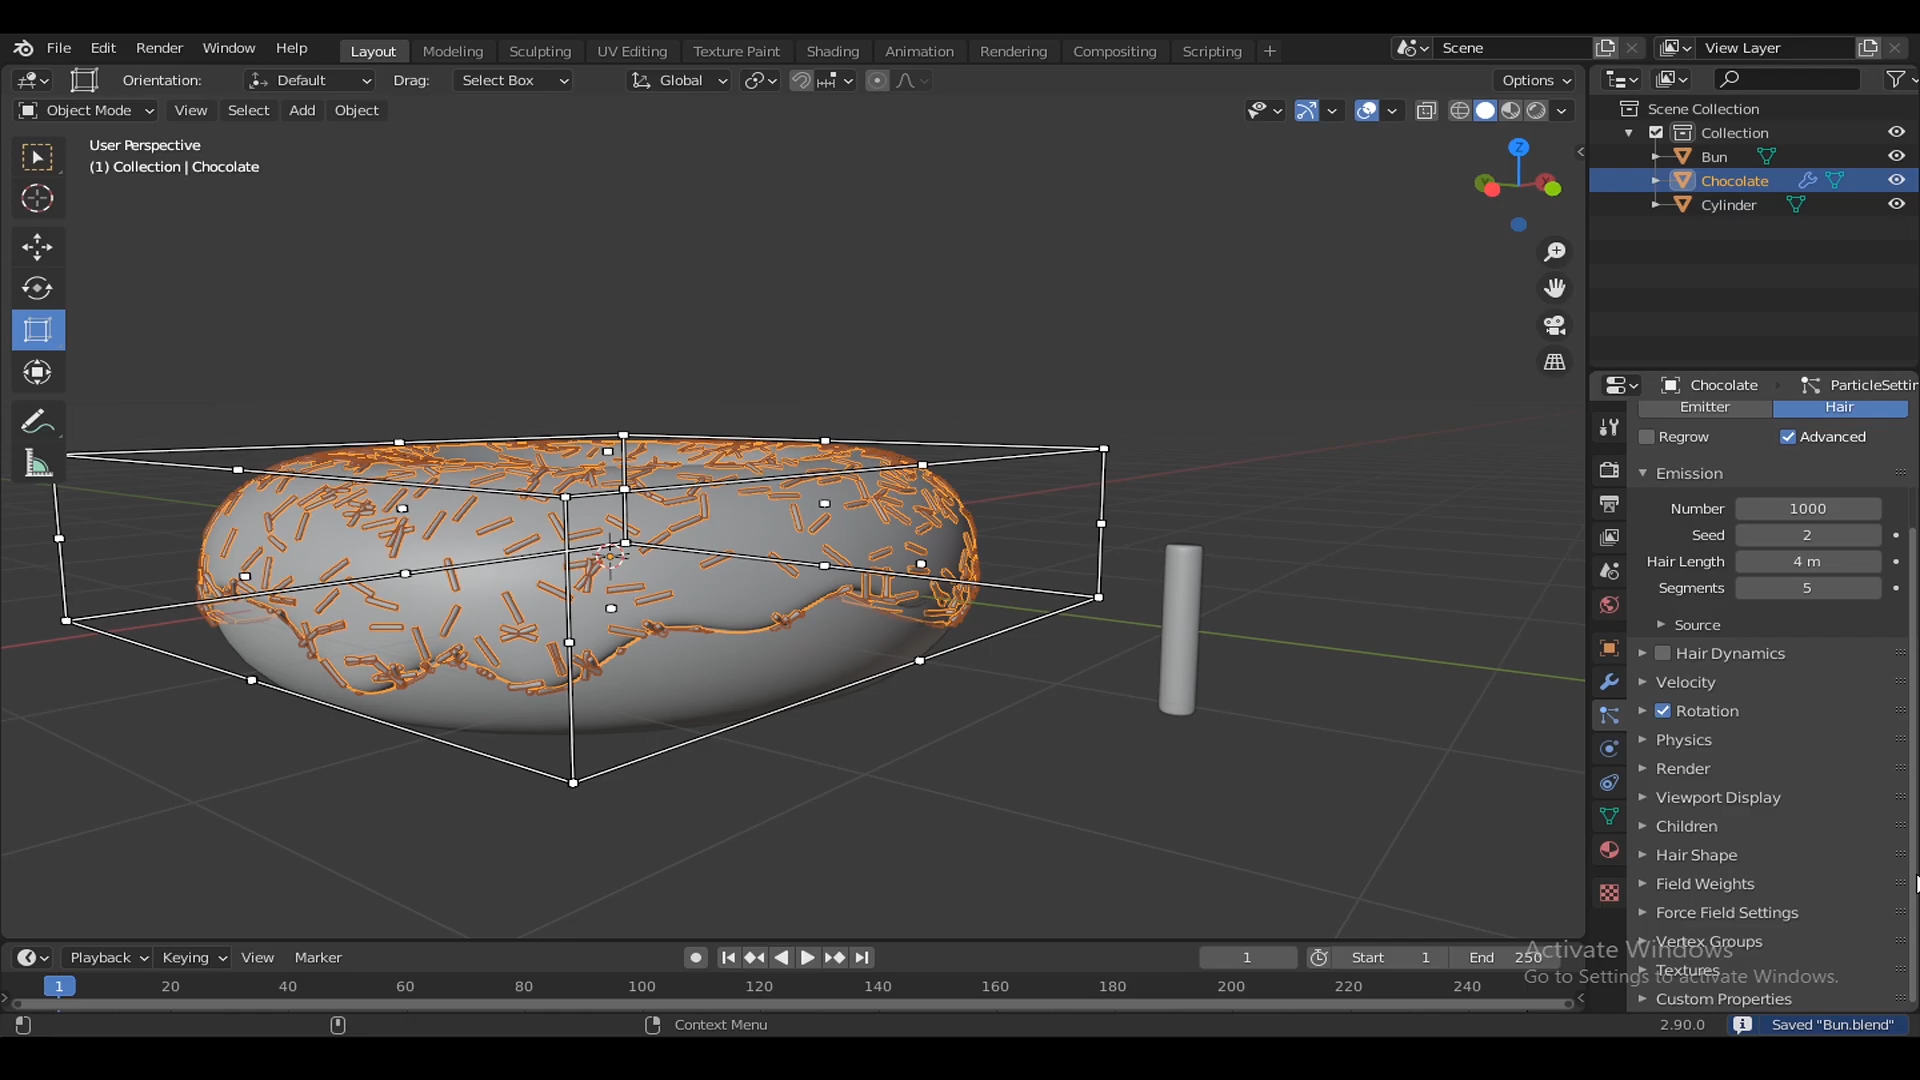 File Edit Render Window Help Layout Modeling Sculpting UV Editing Texture Paint Shading Animation Rendering Compositing Scripting + Scene View Layer
Orientation: Default Drag: Select Box Global Options
Object Mode View Select Add Object
User Perspective
(1) Collection | Chocolate
Z
Scene Collection
Collection
Bun
Chocolate
Cylinder
Chocolate ParticleSettin
Emitter Hair
Regrow Advanced
Emission
Number 1000
Seed 2
Hair Length 4 m
Segments 5
Source
Hair Dynamics
Velocity
Rotation
Physics
Render
Viewport Display
Children
Hair Shape
Field Weights
Force Field Settings
Vertex Groups
Textures
Custom Properties
Activate Windows
Go to Settings to activate Windows.
Playback Keying View Marker 1 Start 1 End 250
1 20 40 60 80 100 120 140 160 180 200 220 240
Context Menu 2.90.0 Saved "Bun.blend"